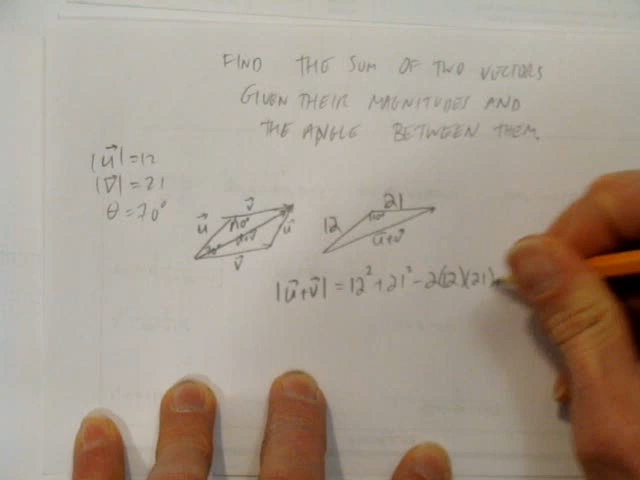 FIND THE SUM OF TWO VECTORS
GIVEN THEIR MAGNITUDES AND
THE ANGLE BETWEEN THEM.
|u⃗| = 12
|v⃗| = 21
θ = 70°
v⃗
u⃗
110°
u⃗+v⃗
u⃗
70°
v⃗
21
12
110°
u⃗+v⃗
|u⃗+v⃗| = 12² + 21² - 2(12)(21)